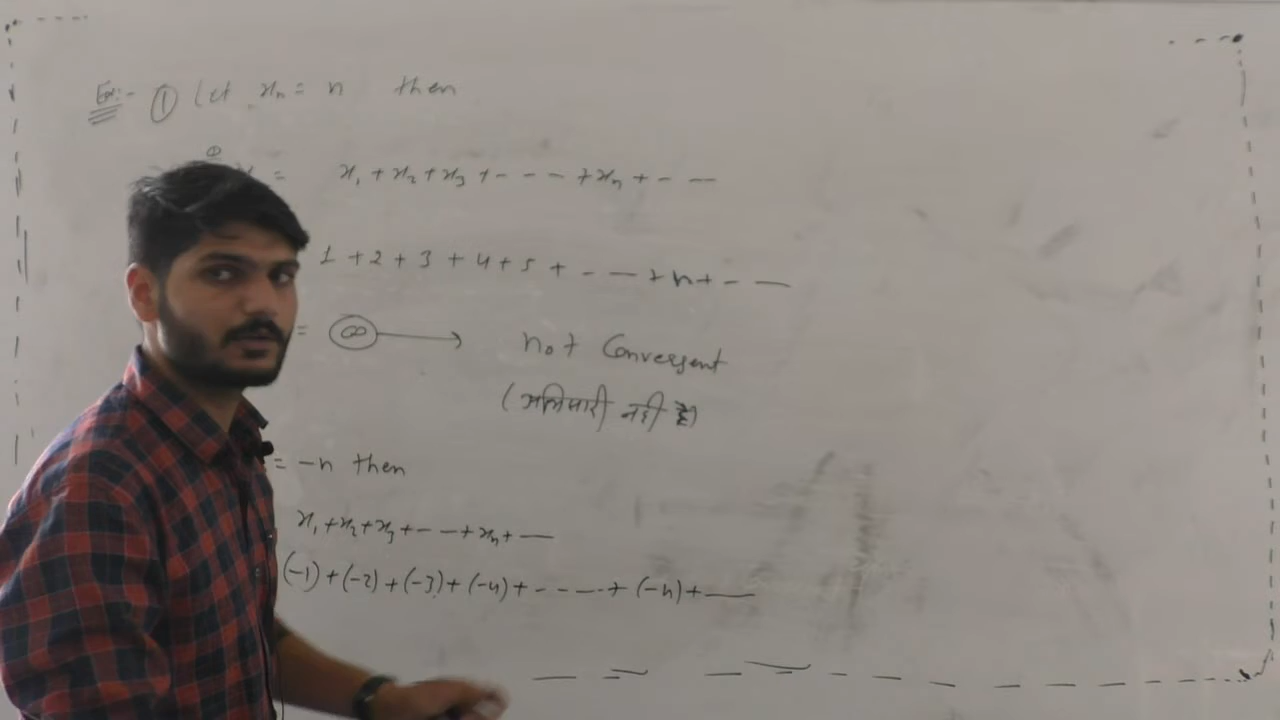 Ex:- ① Let xₙ = n then
= x₁ + x₂ + x₃ + - - - - + xₙ + - - -
1 + 2 + 3 + 4 + 5 + - - - + n + - - -
= ∞ → not Convergent
(अभिसारी नहीं है)
= -n then
x₁ + x₂ + x₃ + - - - + xₙ + - -
(-1) + (-2) + (-3) + (-4) + - - - - - + (-n) + - -